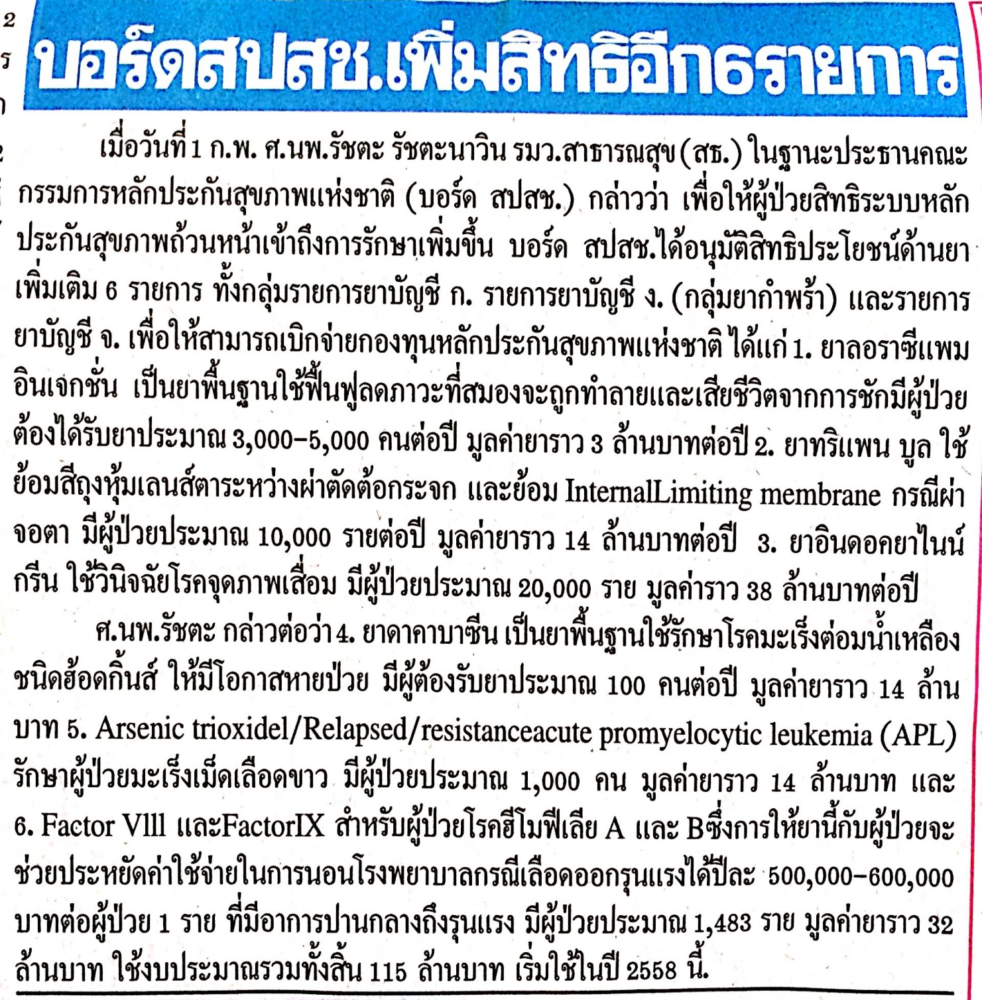 บอร์ดสปสช.เพิ่มสิทธิอีก6รายการ
เมื่อวันที่ 1 ก.พ. ศ.นพ.รัชตะ รัชตะนาวิน รมว.สาธารณสุข (สธ.) ในฐานะประธานคณะ
กรรมการหลักประกันสุขภาพแห่งชาติ (บอร์ด สปสช.) กล่าวว่า เพื่อให้ผู้ป่วยสิทธิระบบหลัก
ประกันสุขภาพถ้วนหน้าเข้าถึงการรักษาเพิ่มขึ้น บอร์ด สปสช.ได้อนุมัติสิทธิประโยชน์ด้านยา
เพิ่มเติม 6 รายการ ทั้งกลุ่มรายการยาบัญชี ก. รายการยาบัญชี ง. (กลุ่มยากำพร้า) และรายการ
ยาบัญชี จ. เพื่อให้สามารถเบิกจ่ายกองทุนหลักประกันสุขภาพแห่งชาติ ได้แก่ 1. ยาลอราซีแพม
อินเจกชั่น เป็นยาพื้นฐานใช้ฟื้นฟูลดภาวะที่สมองจะถูกทำลายและเสียชีวิตจากการชักมีผู้ป่วย
ต้องได้รับยาประมาณ 3,000–5,000 คนต่อปี มูลค่ายาราว 3 ล้านบาทต่อปี 2. ยาทริแพน บูล ใช้
ย้อมสีถุงหุ้มเลนส์ตาระหว่างผ่าตัดต้อกระจก และย้อม InternalLimiting membrane กรณีผ่า
จอตา มีผู้ป่วยประมาณ 10,000 รายต่อปี มูลค่ายาราว 14 ล้านบาทต่อปี 3. ยาอินดอคยาไนน์
กรีน ใช้วินิจฉัยโรคจุดภาพเสื่อม มีผู้ป่วยประมาณ 20,000 ราย มูลค่าราว 38 ล้านบาทต่อปี
ศ.นพ.รัชตะ กล่าวต่อว่า 4. ยาดาคาบาซีน เป็นยาพื้นฐานใช้รักษาโรคมะเร็งต่อมน้ำเหลือง
ชนิดฮ้อดกิ้นส์ ให้มีโอกาสหายป่วย มีผู้ต้องรับยาประมาณ 100 คนต่อปี มูลค่ายาราว 14 ล้าน
บาท 5. Arsenic trioxidel/Relapsed/resistanceacute promyelocytic leukemia (APL)
รักษาผู้ป่วยมะเร็งเม็ดเลือดขาว มีผู้ป่วยประมาณ 1,000 คน มูลค่ายาราว 14 ล้านบาท และ
6. Factor Vlll และFactorIX สำหรับผู้ป่วยโรคฮีโมฟีเลีย A และ Bซึ่งการให้ยานี้กับผู้ป่วยจะ
ช่วยประหยัดค่าใช้จ่ายในการนอนโรงพยาบาลกรณีเลือดออกรุนแรงได้ปีละ 500,000–600,000
บาทต่อผู้ป่วย 1 ราย ที่มีอาการปานกลางถึงรุนแรง มีผู้ป่วยประมาณ 1,483 ราย มูลค่ายาราว 32
ล้านบาท ใช้งบประมาณรวมทั้งสิ้น 115 ล้านบาท เริ่มใช้ในปี 2558 นี้.